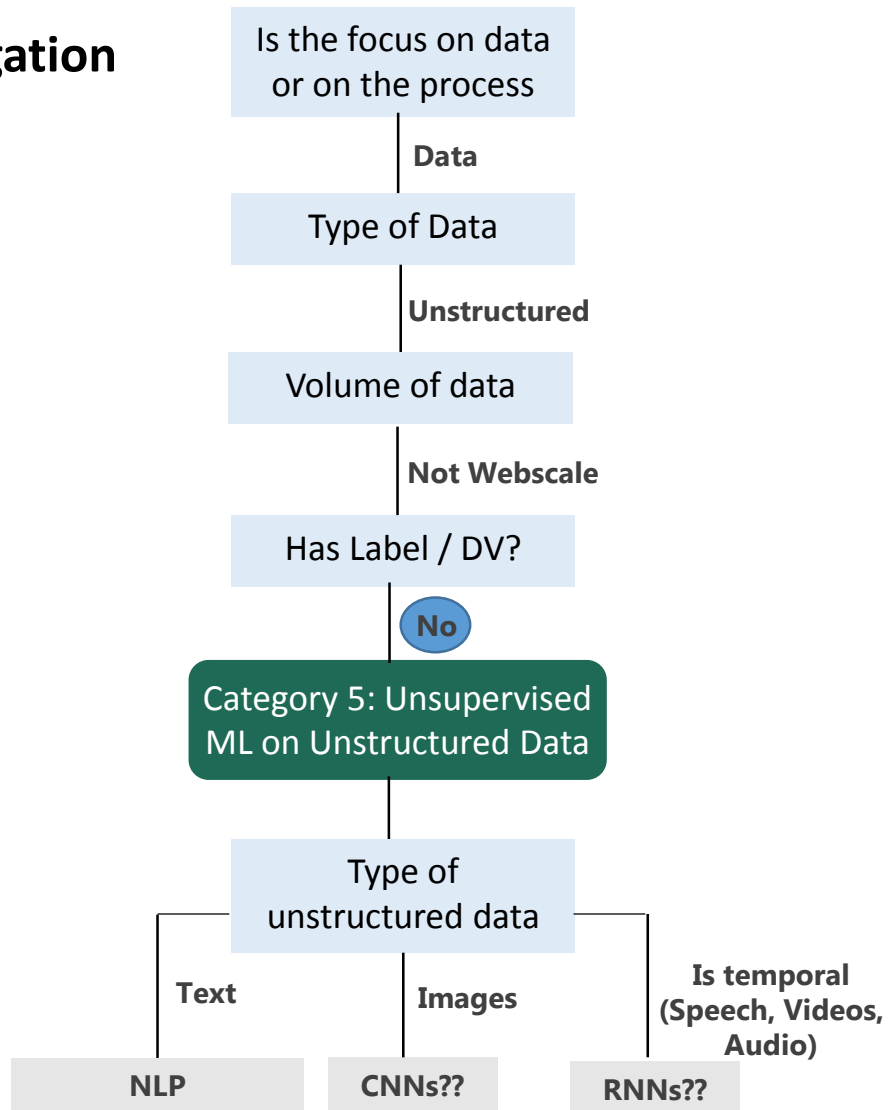 gation
Is the focus on data
or on the process
Data
Type of Data
Unstructured
Volume of data
Not Webscale
Has Label / DV?
No
Category 5: Unsupervised
ML on Unstructured Data
Type of
unstructured data
Text
Images
Is temporal
(Speech, Videos,
Audio)
NLP
CNNs??
RNNs??